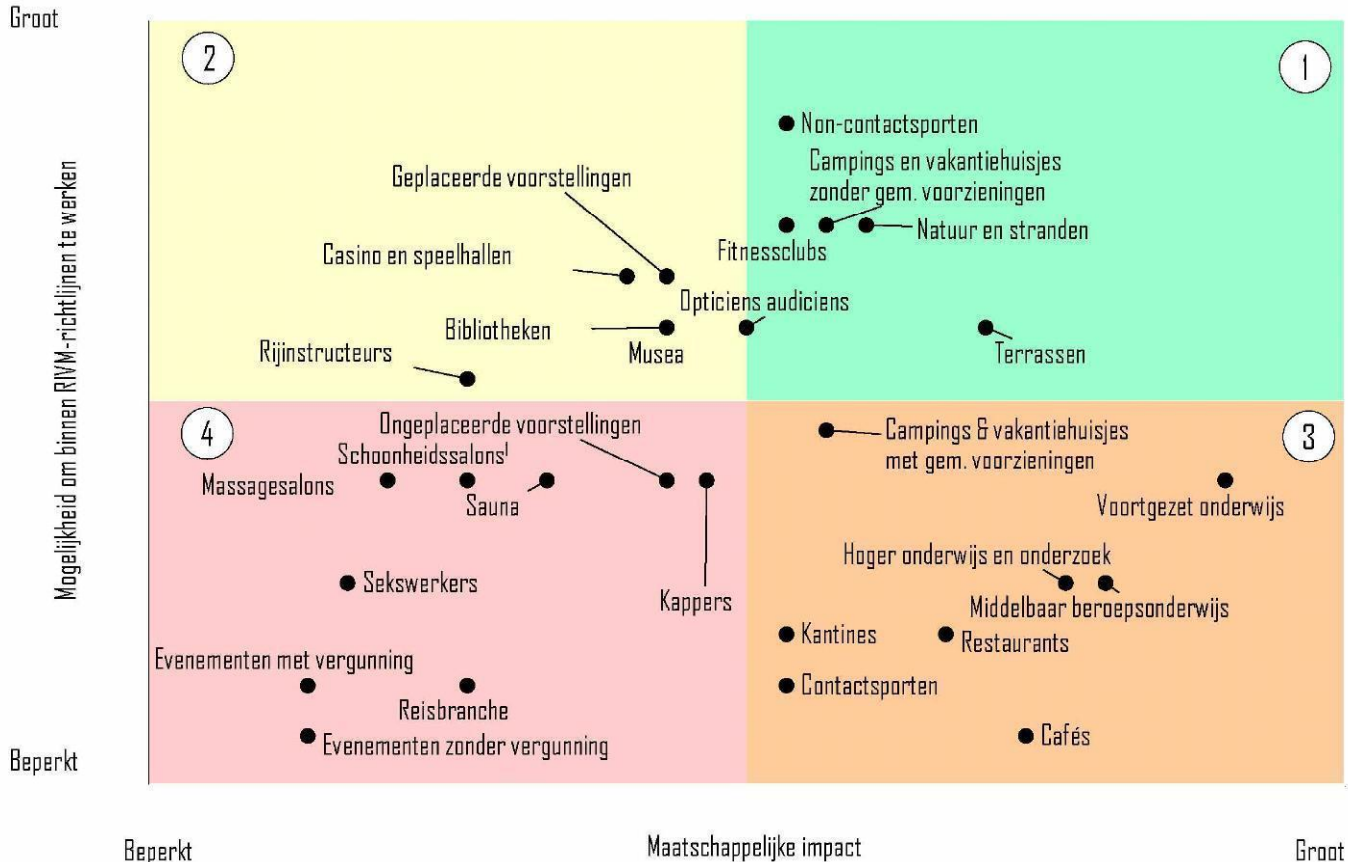 Groot
Mogelijkheid om binnen RIVM-richtlijnen te werken
2
1
Non-contactsporten
Campings en vakantiehuisjes
zonder gem. voorzieningen
Geplaceerde voorstellingen
Natuur en stranden
Fitnessclubs
Casino en speelhallen
Opticiens audiciens
Bibliotheken
Musea
Terrassen
Rijinstructeurs
4
3
Ongeplaceerde voorstellingen
Schoonheidssalons¹
Massagesalons
Sauna
Campings & vakantiehuisjes
met gem. voorzieningen
Voortgezet onderwijs
Hoger onderwijs en onderzoek
Sekswerkers
Kappers
Middelbaar beroepsonderwijs
Kantines
Restaurants
Evenementen met vergunning
Reisbranche
Contactsporten
Evenementen zonder vergunning
Cafés
Beperkt
Beperkt
Maatschappelijke impact
Groot